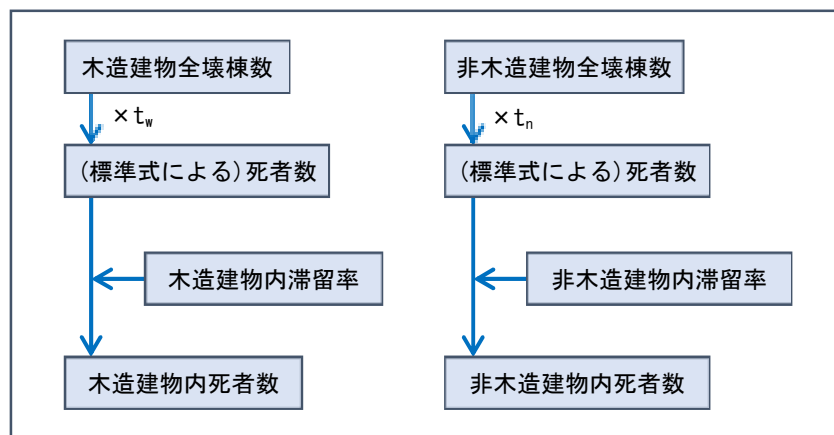 木造建物全壊棟数
×tw
(標準式による)死者数
木造建物内滞留率
木造建物内死者数
非木造建物全壊棟数
×tn
(標準式による)死者数
非木造建物内滞留率
非木造建物内死者数